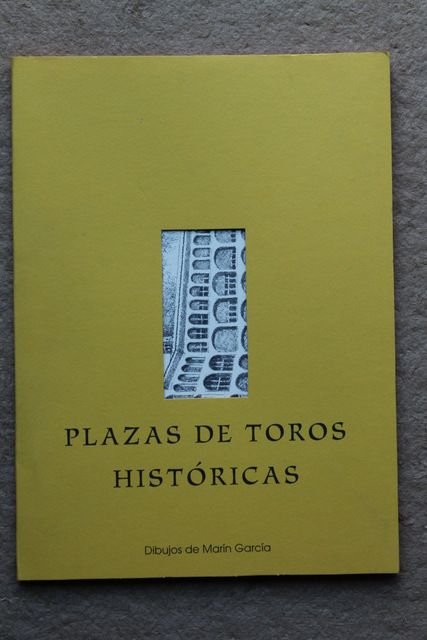 PLAZAS DE TOROS
HISTÓRICAS
Dibujos de Marín García